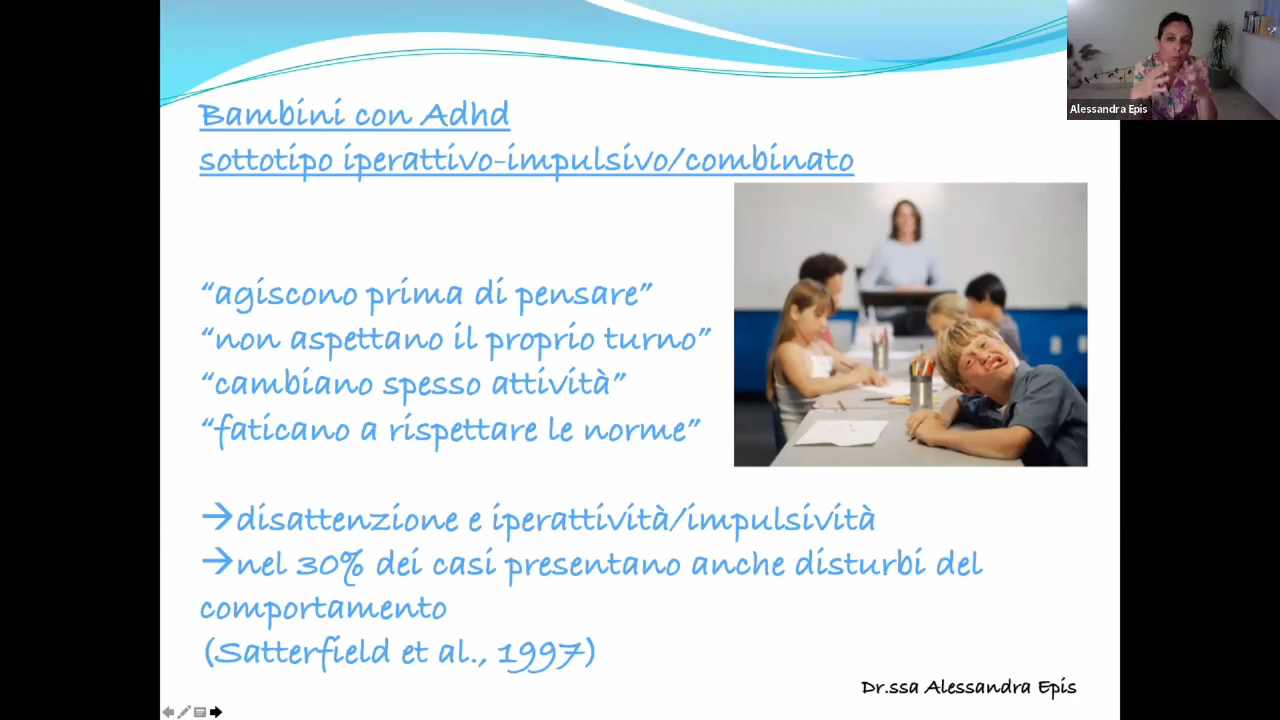 Bambini con Adhd
sottotipo iperattivo-impulsivo/combinato
“agiscono prima di pensare”
“non aspettano il proprio turno”
“cambiano spesso attività”
“faticano a rispettare le norme”
→disattenzione e iperattività/impulsività
→nel 30% dei casi presentano anche disturbi del
comportamento
(Satterfield et al., 1997)
Dr.ssa Alessandra Epis
Alessandra Epis